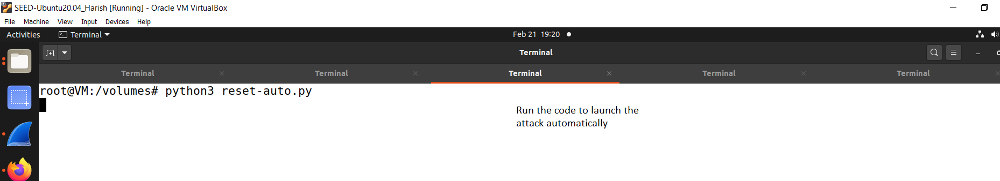 SEED-Ubuntu20.04_Harish [Running] - Oracle VM VirtualBox
File Machine View Input Devices Help
Activities Terminal Feb 21 19:20
Terminal
Terminal Terminal Terminal Terminal Terminal
root@VM:/volumes# python3 reset-auto.py
Run the code to launch the
attack automatically